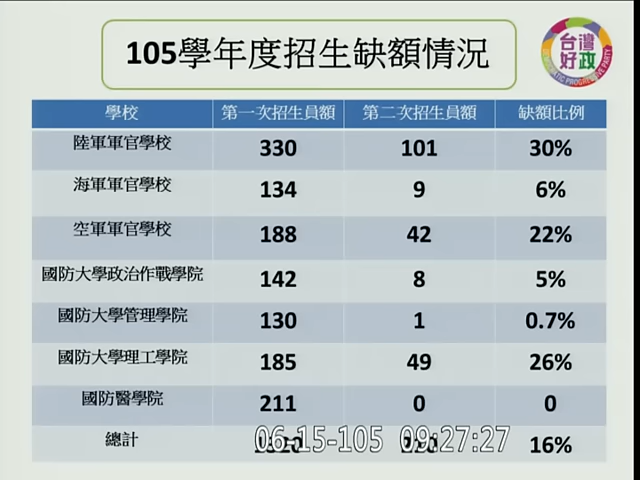 105學年度招生缺額情況
台灣
好政
學校 第一次招生員額 第二次招生員額 缺額比例
陸軍軍官學校 330 101 30%
海軍軍官學校 134 9 6%
空軍軍官學校 188 42 22%
國防大學政治作戰學院 142 8 5%
國防大學管理學院 130 1 0.7%
國防大學理工學院 185 49 26%
國防醫學院 211 0 0
總計 16%
06-15-105 09:27:27